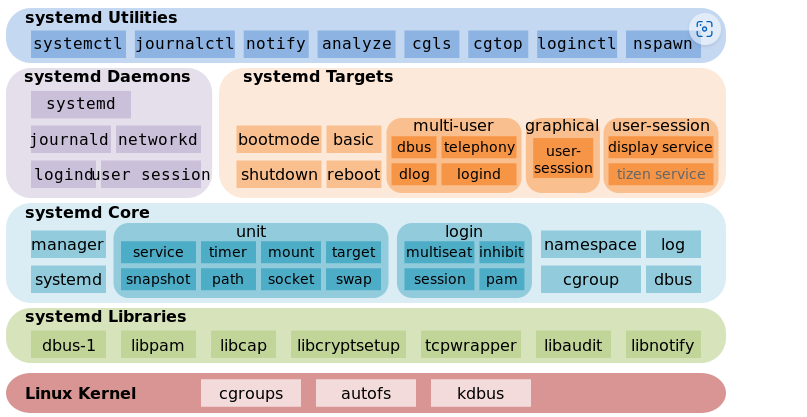 systemd Utilities
systemctl journalctl notify analyze cgls cgtop loginctl nspawn
systemd Daemons
systemd
journald networkd
logind user session
systemd Targets
bootmode basic
shutdown reboot
multi-user
dbus telephony
dlog logind
graphical
user-
sesssion
user-session
display service
tizen service
systemd Core
manager
systemd
unit
service timer mount target
snapshot path socket swap
login
multiseat inhibit
session pam
namespace log
cgroup dbus
systemd Libraries
dbus-1 libpam libcap libcryptsetup tcpwrapper libaudit libnotify
Linux Kernel cgroups autofs kdbus